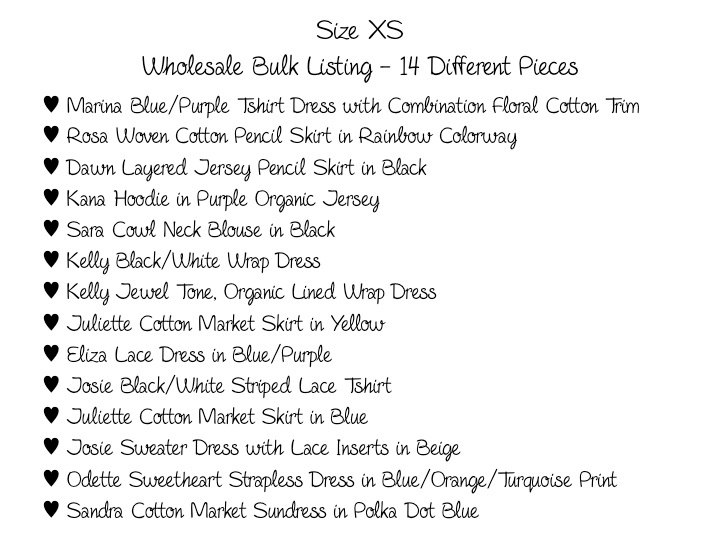 Size XS
Wholesale Bulk Listing - 14 Different Pieces
♥ Marina Blue/Purple Tshirt Dress with Combination Floral Cotton Trim
♥ Rosa Woven Cotton Pencil Skirt in Rainbow Colorway
♥ Dawn Layered Jersey Pencil Skirt in Black
♥ Kana Hoodie in Purple Organic Jersey
♥ Sara Cowl Neck Blouse in Black
♥ Kelly Black/White Wrap Dress
♥ Kelly Jewel Tone, Organic Lined Wrap Dress
♥ Juliette Cotton Market Skirt in Yellow
♥ Eliza Lace Dress in Blue/Purple
♥ Josie Black/White Striped Lace Tshirt
♥ Juliette Cotton Market Skirt in Blue
♥ Josie Sweater Dress with Lace Inserts in Beige
♥ Odette Sweetheart Strapless Dress in Blue/Orange/Turquoise Print
♥ Sandra Cotton Market Sundress in Polka Dot Blue